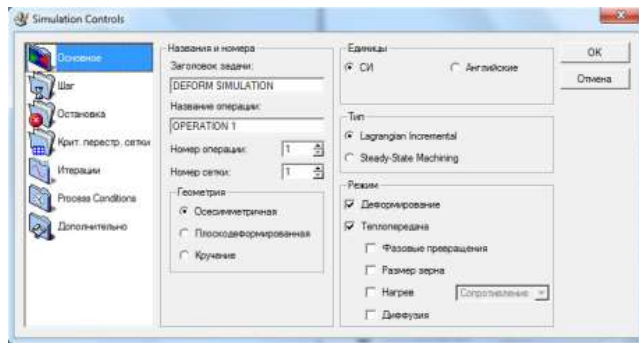 Simulation Controls
Основное
Шаг
Остановка
Крит. перестр. сетки
Итерации
Process Conditions
Дополнительно
Названия и номера
Заголовок задачи:
DEFORM SIMULATION
Название операции:
OPERATION 1
Номер операции: 1
Номер сетки: 1
Геометрия
Осесимметричная
Плоскодеформированная
Кручение
Единицы
СИ
Английские
Тип
Lagrangian Incremental
Steady-State Machining
Режим
Деформирование
Теплопередача
Фазовые превращения
Размер зерна
Нагрев Сопротивление
Диффузия
OK
Отмена